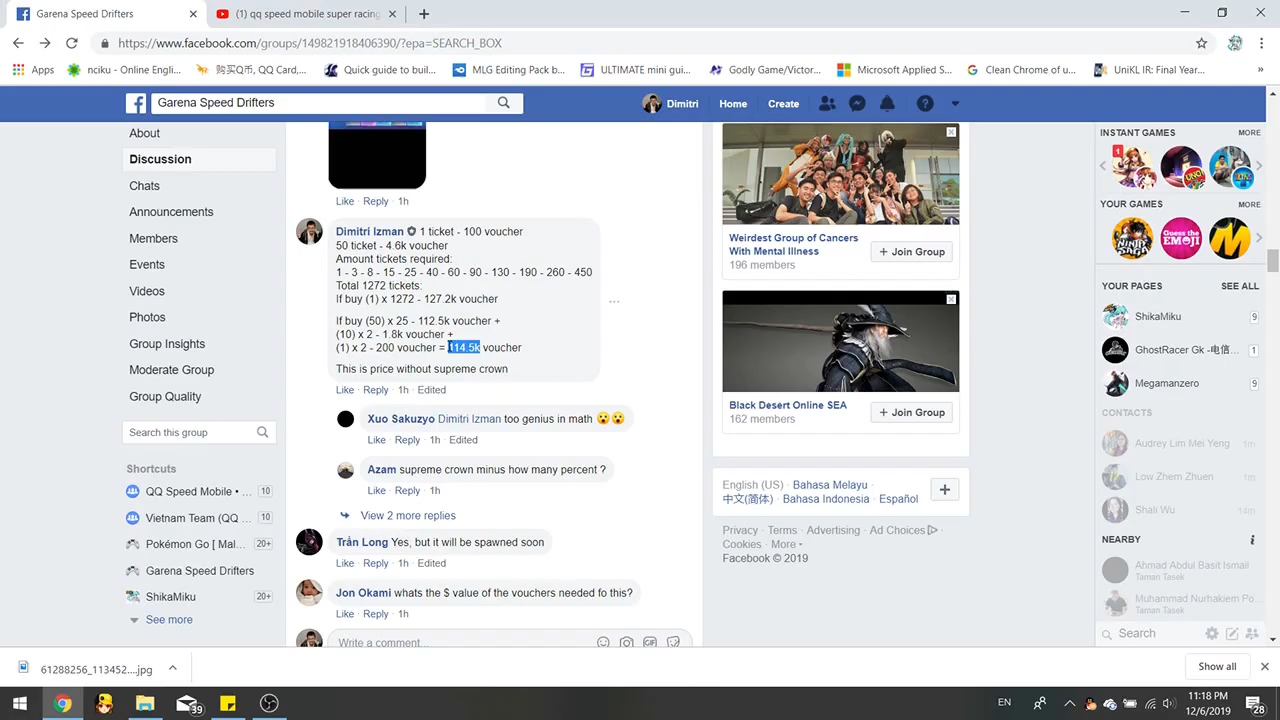 Garena Speed Drifters
(1) qq speed mobile super racing
https://www.facebook.com/groups/149821918406390/?epa=SEARCH_BOX
Apps
nciku - Online Engli...
购买Q币, QQ Card,...
Quick guide to buil...
MLG Editing Pack b...
ULTIMATE mini gui...
Godly Game/Victor...
Microsoft Applied S...
Clean Chrome of u...
UniKL IR: Final Year...
»
Garena Speed Drifters
Dimitri
Home
Create
About
Discussion
Chats
Announcements
Members
Events
Videos
Photos
Group Insights
Moderate Group
Group Quality
Search this group
Shortcuts
QQ Speed Mobile • ... 10
Vietnam Team (QQ ... 10
Pokémon Go [ Mal... 20+
Garena Speed Drifters
ShikaMiku 20+
See more
Like · Reply · 1h
Dimitri Izman 1 ticket - 100 voucher
50 ticket - 4.6k voucher
Amount tickets required:
1 - 3 - 8 - 15 - 25 - 40 - 60 - 90 - 130 - 190 - 260 - 450
Total 1272 tickets:
If buy (1) x 1272 - 127.2k voucher
If buy (50) x 25 - 112.5k voucher +
(10) x 2 - 1.8k voucher +
(1) x 2 - 200 voucher = 114.5k voucher
This is price without supreme crown
Like · Reply · 1h · Edited
Xuo Sakuzyo Dimitri Izman too genius in math 😮😮
Like · Reply · 1h · Edited
Azam supreme crown minus how many percent ?
Like · Reply · 1h
View 2 more replies
Trần Long Yes, but it will be spawned soon
Like · Reply · 1h · Edited
Jon Okami whats the $ value of the vouchers needed fo this?
Like · Reply · 1h
Write a comment...
GIF
Weirdest Group of Cancers
With Mental Illness
196 members
+ Join Group
Black Desert Online SEA
162 members
+ Join Group
English (US) · Bahasa Melayu ·
中文(简体) · Bahasa Indonesia · Español
Privacy · Terms · Advertising · Ad Choices
Cookies · More
Facebook © 2019
INSTANT GAMES MORE
1
UNO
YOUR GAMES MORE
NINJA
SAGA
Guess the
EMOJI
YOUR PAGES SEE ALL
ShikaMiku 9
GhostRacer Gk -电信... 1
Megamanzero 9
CONTACTS
Audrey Lim Mei Yeng 1m
Low Zhem Zhuen 1m
Shali Wu 14m
NEARBY
Ahmad Abdul Basit Ismail
Taman Tasek
Muhammad Nurhakiem Po...
Taman Tasek
Search
61288256_113452....jpg
Show all
39
EN
11:18 PM
12/6/2019
28